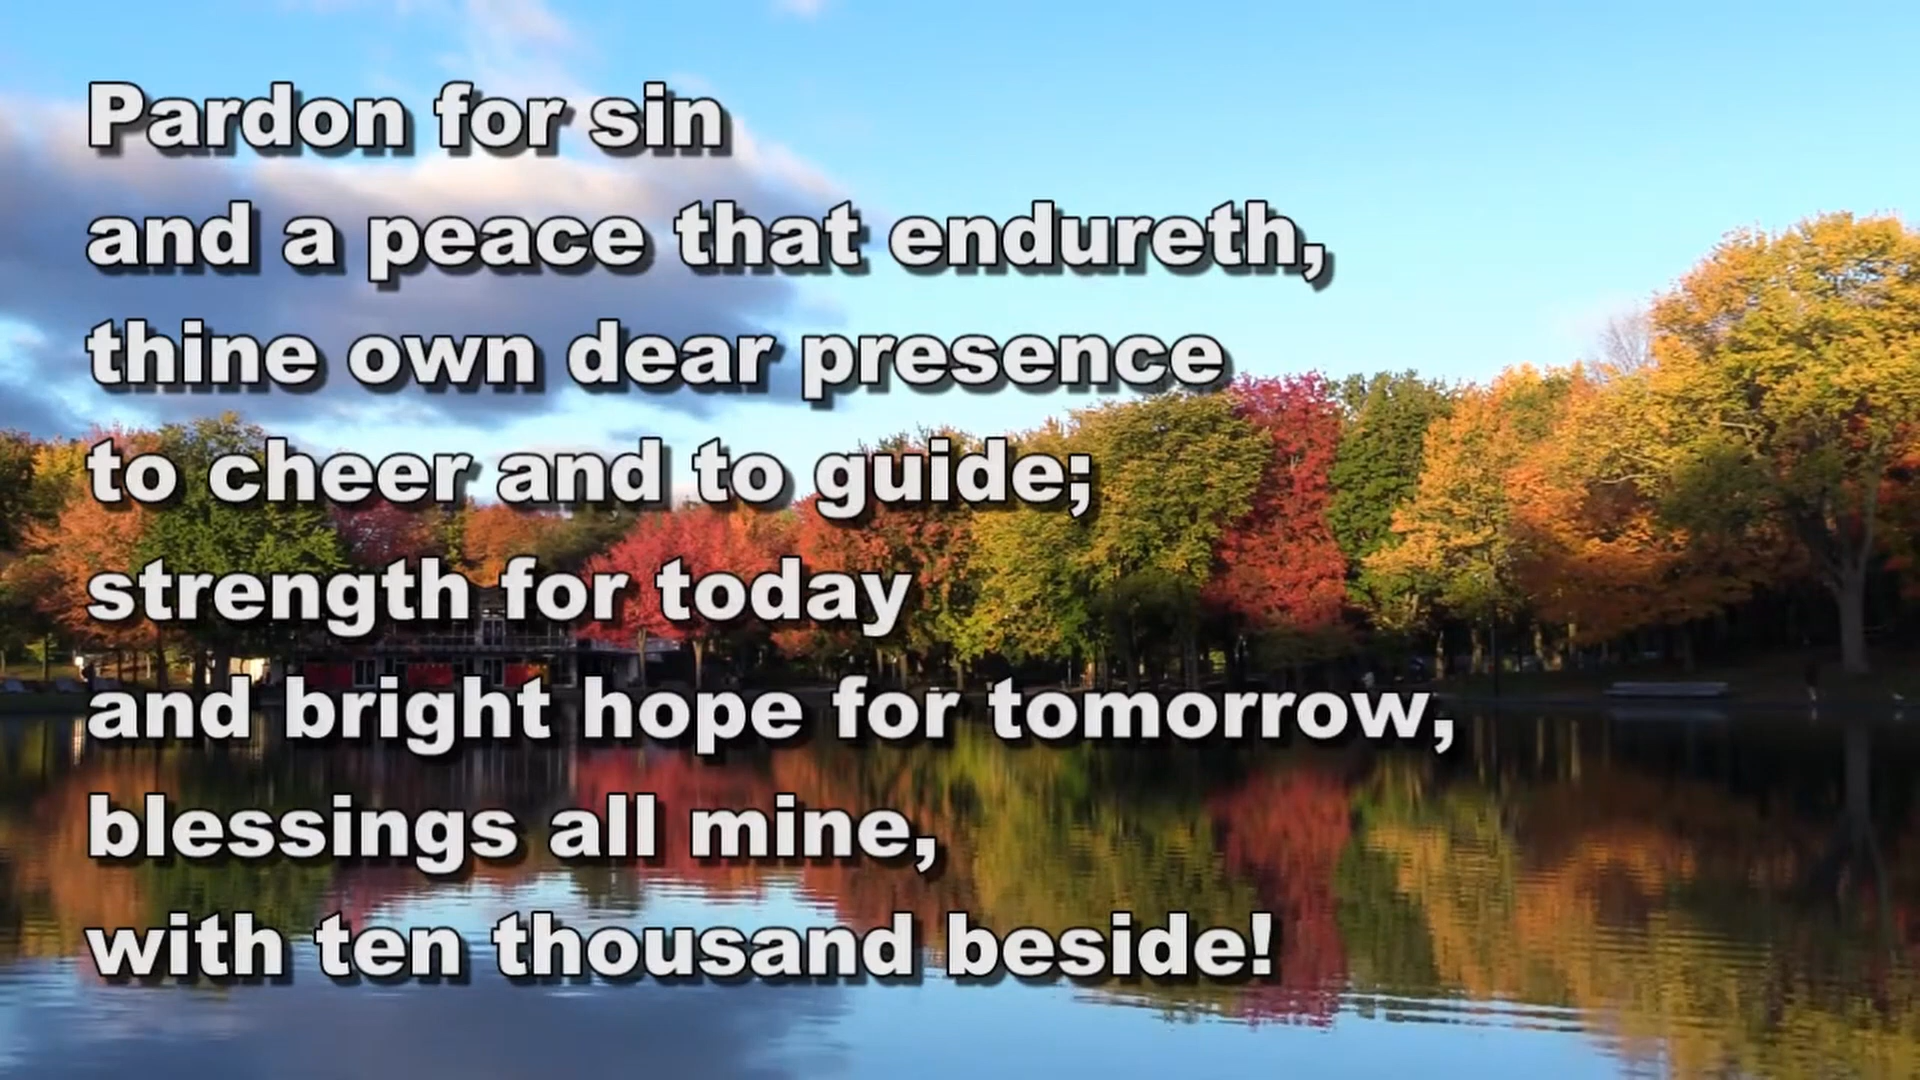 Pardon for sin
and a peace that endureth,
thine own dear presence
to cheer and to guide;
strength for today
and bright hope for tomorrow,
blessings all mine,
with ten thousand beside!